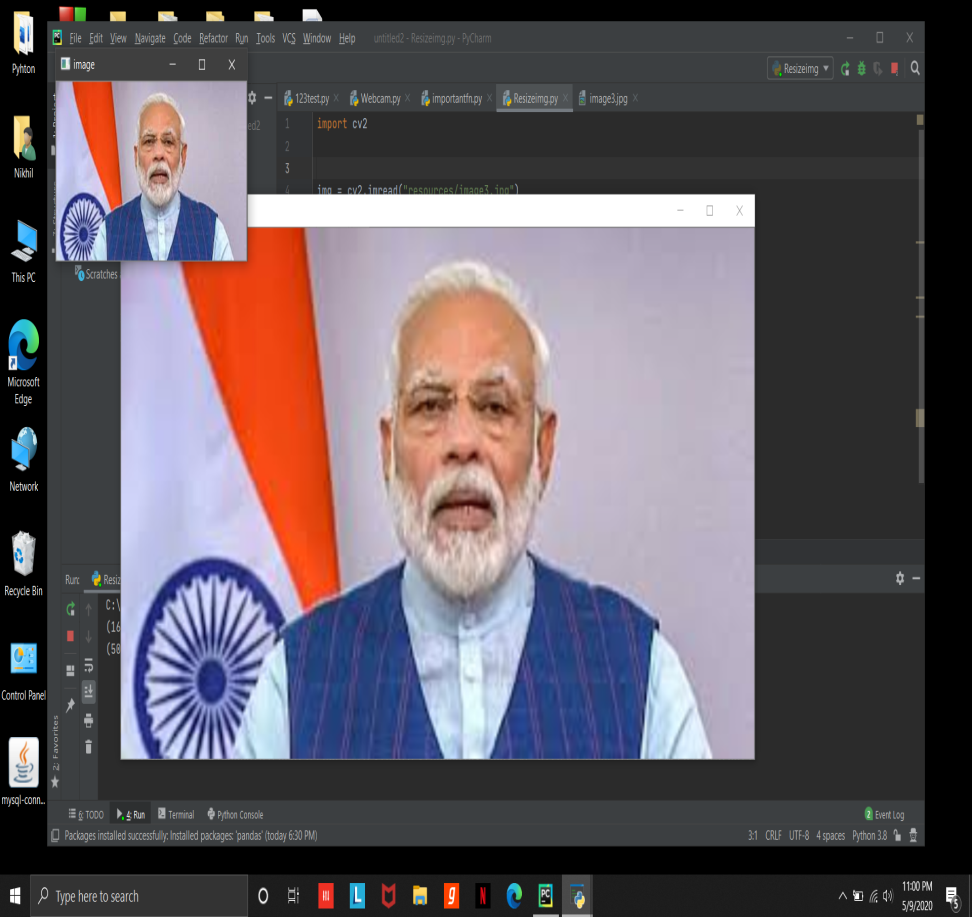 File Edit View Navigate Code Refactor Run Tools VCS Window Help untitled2 - Resizeimg.py - PyCharm
Pyhton
image
Resizeimg
123test.py Webcam.py importantfn.py Resizeimg.py image3.jpg
ed2
1 import cv2
2
3
4 img = cv2.imread("resources/image3.jpg")
Nikhil
This PC
Scratches
Microsoft
Edge
Network
Run: Resiz
Recycle Bin
C:\
(16
(50
Control Panel
2: Favorites
mysql-conn...
6: TODO 4: Run Terminal Python Console 2 Event Log
Packages installed successfully: Installed packages: 'pandas' (today 6:30 PM) 3:1 CRLF UTF-8 4 spaces Python 3.8
Type here to search
11:00 PM
5/9/2020
5